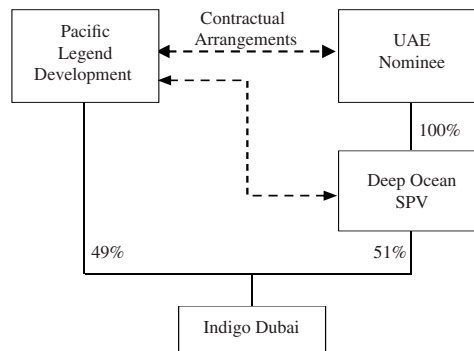 Pacific
Legend
Development
Contractual
Arrangements
UAE
Nominee
100%
Deep Ocean
SPV
49%
51%
Indigo Dubai